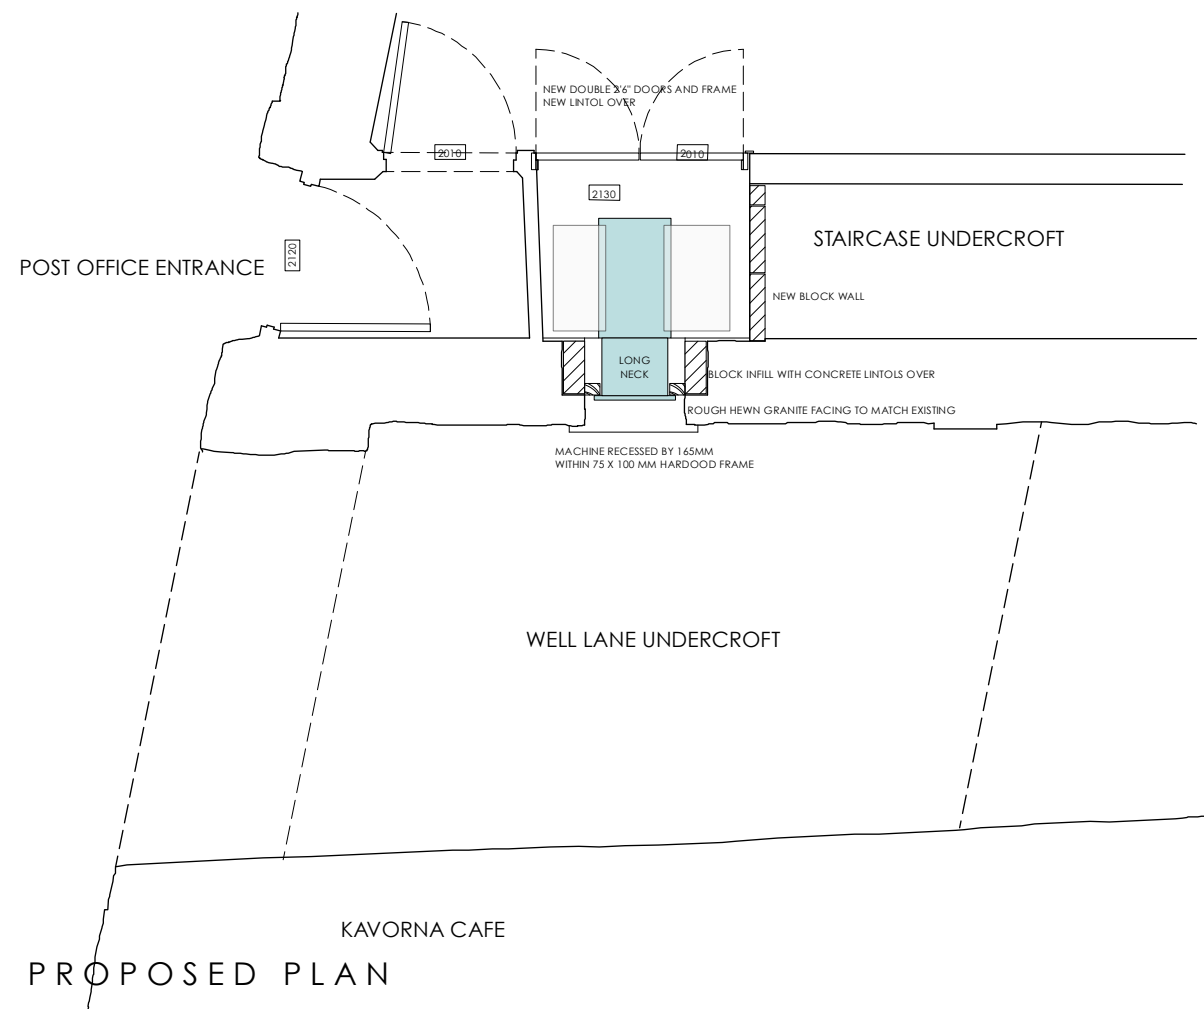 NEW DOUBLE 2'6" DOORS AND FRAME
NEW LINTOL OVER
2010
2010
2130
STAIRCASE UNDERCROFT
2120
POST OFFICE ENTRANCE
NEW BLOCK WALL
LONG
NECK
BLOCK INFILL WITH CONCRETE LINTOLS OVER
ROUGH HEWN GRANITE FACING TO MATCH EXISTING
MACHINE RECESSED BY 165MM
WITHIN 75 X 100 MM HARDOOD FRAME
WELL LANE UNDERCROFT
KAVORNA CAFE
PROPOSED PLAN